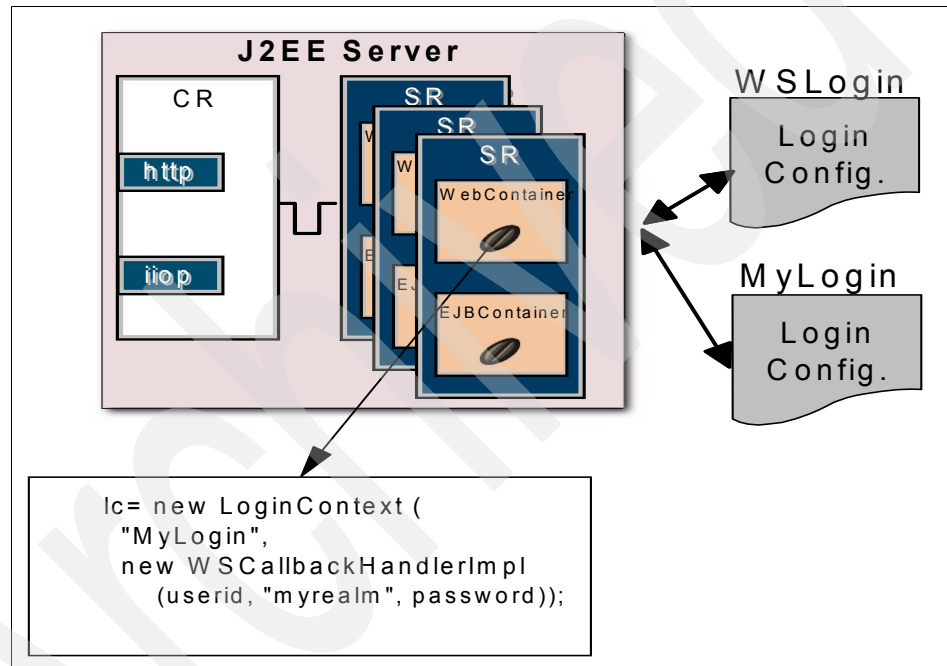 J2EE Server
CR
http
iiop
SR
W
E
SR
W
EJ
SR
WebContainer
EJBContainer
WSLogin
Login
Config.
MyLogin
Login
Config.
lc= new LoginContext (
"MyLogin",
new WSCallbackHandlerImpl
(userid, "myrealm", password));